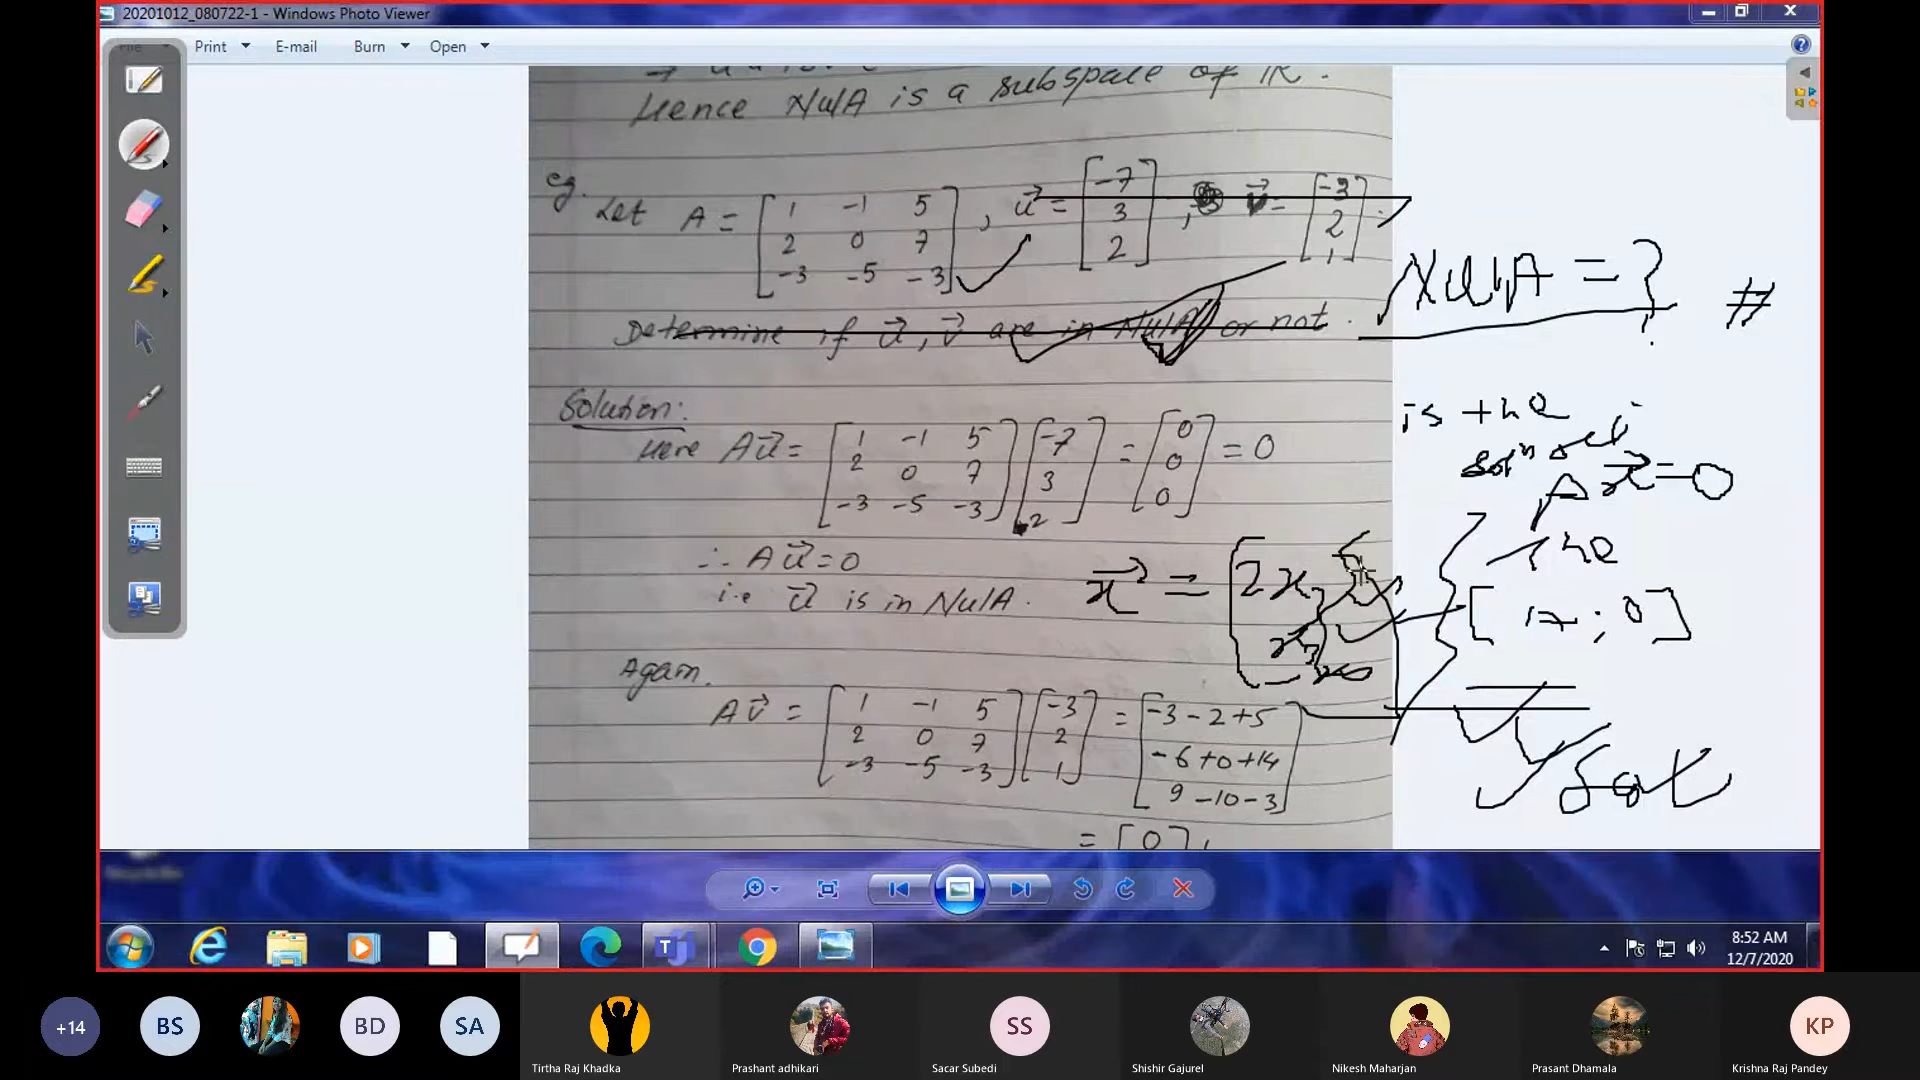 20201012_080722-1 - Windows Photo Viewer
File Print E-mail Burn Open
Hence NulA is a subspace of IR.
eg. Let A = [1 -1 5
2 0 7
-3 -5 -3], u = [-7
3
2], v = [-3
2
1].
Determine if u, v are in NulA or not.
NulA = ?
#
Solution:
Here Au = [1 -1 5
2 0 7
-3 -5 -3] [-7
3
2] = [0
0
0] = 0
∴ Au = 0
i.e u is in NulA.
is the
soln
Ax = 0
The
[A ; 0]
x = [2x3
x3
Again.
Av = [1 -1 5
2 0 7
-3 -5 -3] [-3
2
1] = [-3 - 2 + 5
-6 + 0 + 14
9 - 10 - 3]
= [0]
8:52 AM
12/7/2020
+14 BS BD SA SS KP
Tirtha Raj Khadka Prashant adhikari Sacar Subedi Shishir Gajurel Nikesh Maharjan Prasant Dhamala Krishna Raj Pandey